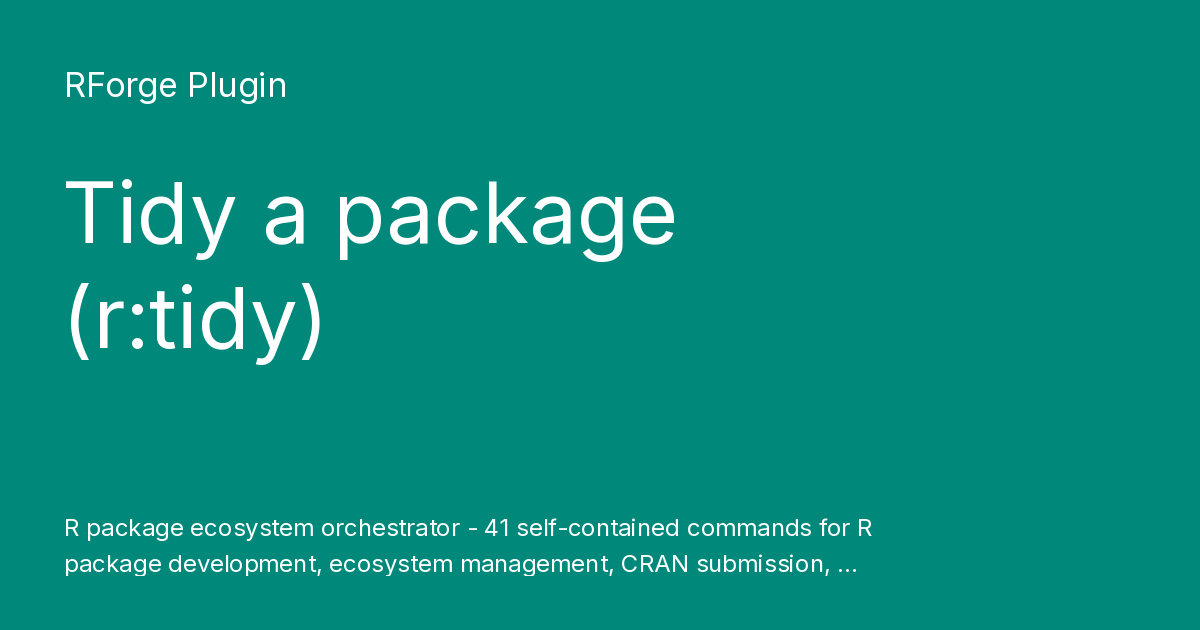 RForge Plugin
Tidy a package
(r:tidy)
R package ecosystem orchestrator - 41 self-contained commands for R
package development, ecosystem management, CRAN submission, ...